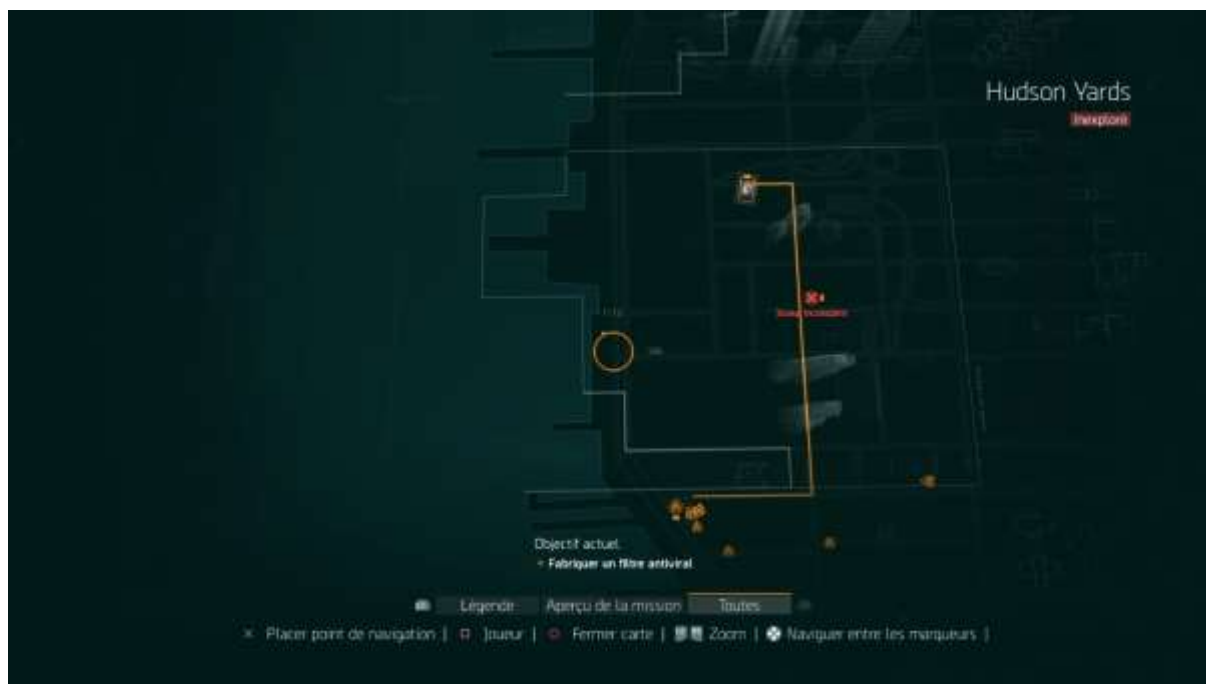 Hudson Yards
Inexploré
Objectif actuel
Fabriquer un filtre antiviral
Légende
Aperçu de la mission
Toutes
Placer point de navigation | Joueur | Fermer carte | Zoom | Naviguer entre les marqueurs |